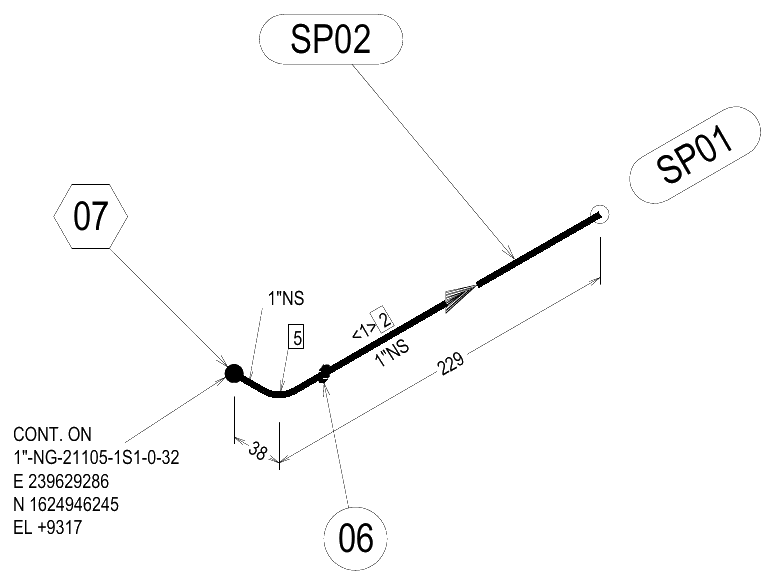 SP02
SP01
07
1"NS
5
<1> 2
1"NS
229
38
CONT. ON
1"-NG-21105-1S1-0-32
E 239629286
N 1624946245
EL +9317
06